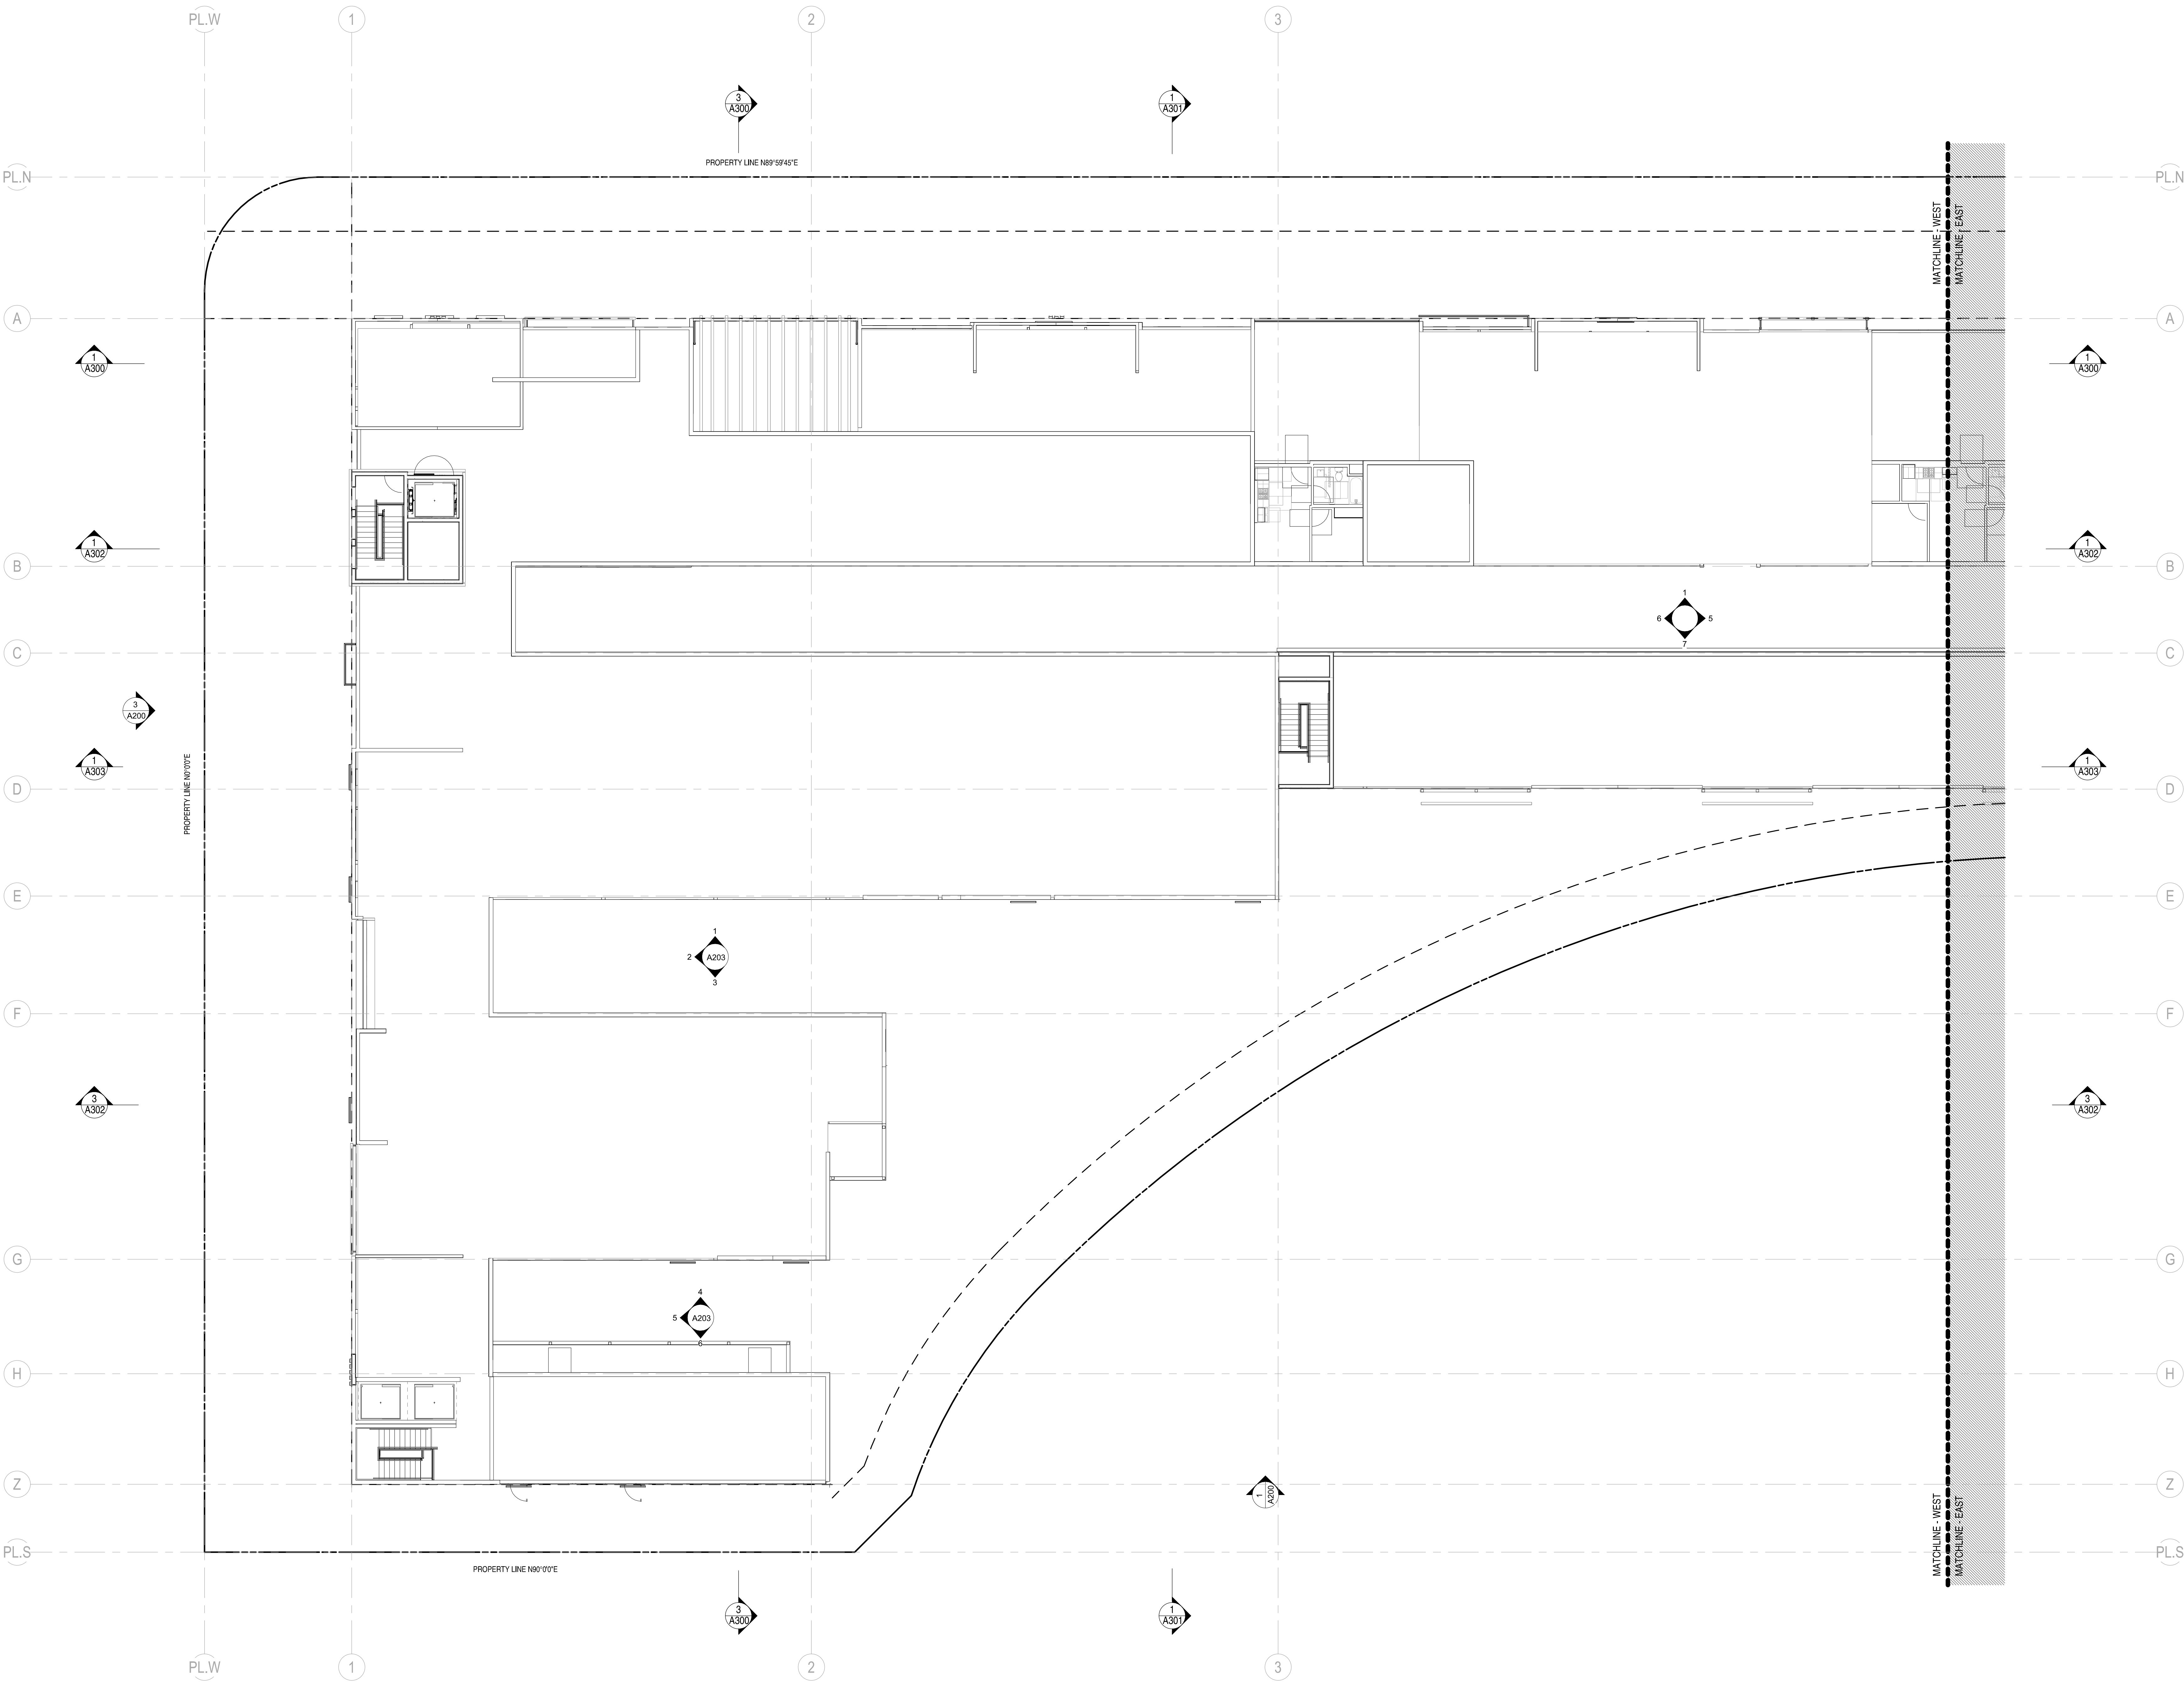 PL.W
1
2
3
3
A300
1
A301
PROPERTY LINE N89°59'45"E
PL.N
PL.N
MATCHLINE - WEST
MATCHLINE - EAST
A
A
1
A300
1
A300
1
A302
1
A302
B
B
1
6
5
7
C
C
3
A200
PROPERTY LINE N0°0'0"E
1
A303
1
A303
D
D
E
E
1
2
A203
3
F
F
3
A302
3
A302
G
G
4
5
A203
6
H
H
Z
Z
1
A200
MATCHLINE - WEST
MATCHLINE - EAST
PL.S
PL.S
PROPERTY LINE N90°0'0"E
3
A300
1
A301
PL.W
1
2
3